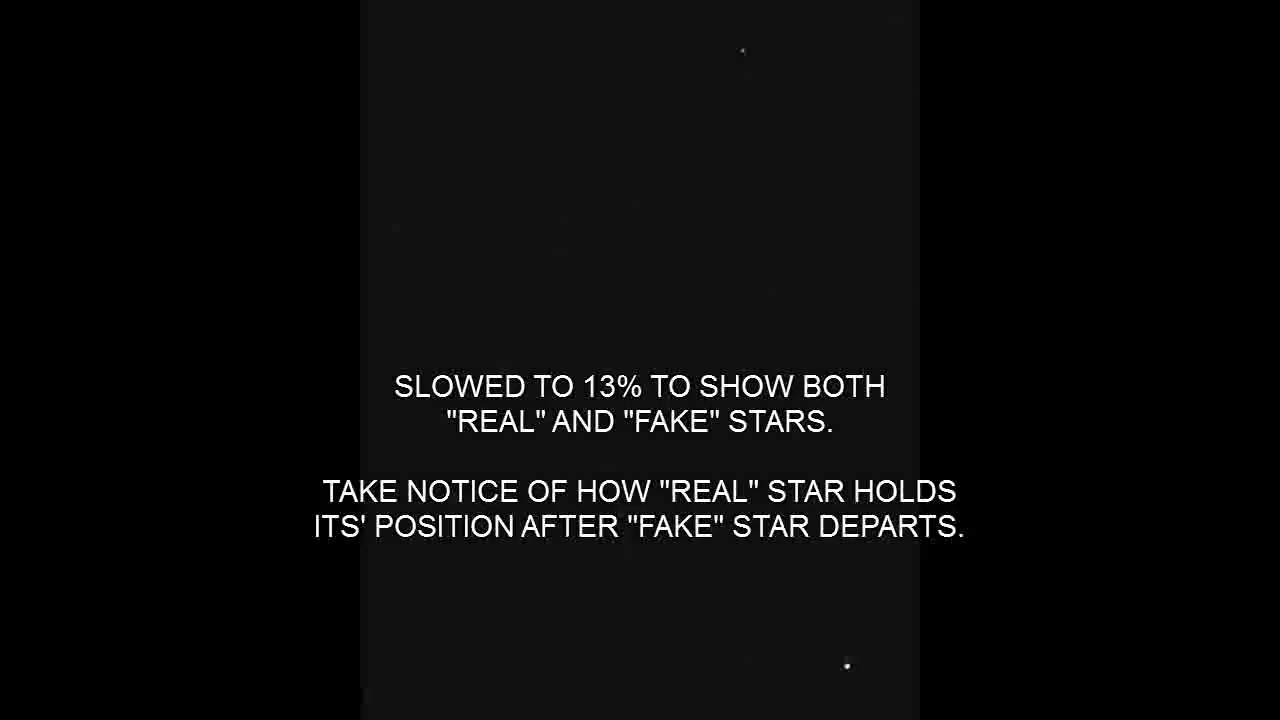 SLOWED TO 13% TO SHOW BOTH
"REAL" AND "FAKE" STARS.
TAKE NOTICE OF HOW "REAL" STAR HOLDS
ITS' POSITION AFTER "FAKE" STAR DEPARTS.